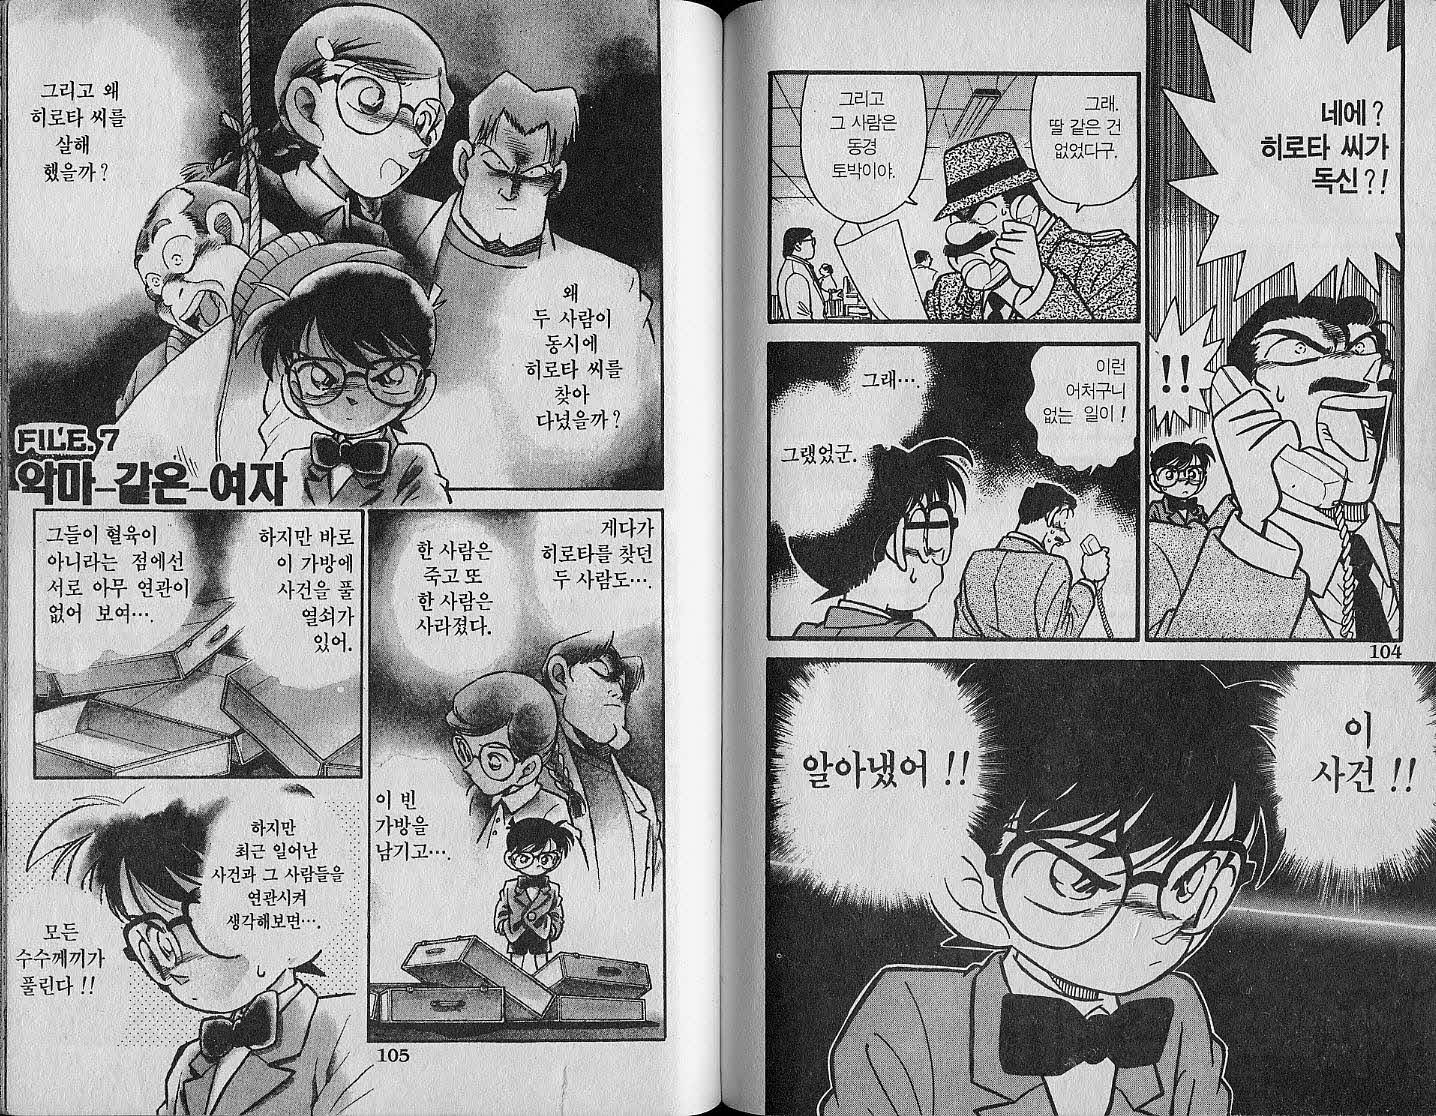 네에?
히로타 씨가
독신?!
!!
그래.
딸 같은 건
없었다구.
그리고
그 사람은
동경
토박이야.
이런
어처구니
없는 일이!
그래….
그랬었군.
104
이
사건!!
알아냈어!!
왜
두 사람이
동시에
히로타 씨를
찾아
다녔을까?
그리고 왜
히로타 씨를
살해
했을까?
FILE.7
악마-같은-여자
게다가
히로타를 찾던
두 사람도….
한 사람은
죽고 또
한 사람은
사라졌다.
이 빈
가방을
남기고….
하지만 바로
이 가방에
사건을 풀
열쇠가
있어.
그들이 혈육이
아니라는 점에선
서로 아무 연관이
없어 보여….
하지만
최근 일어난
사건과 그 사람들을
연관시켜
생각해보면….
모든
수수께끼가
풀린다!!
105